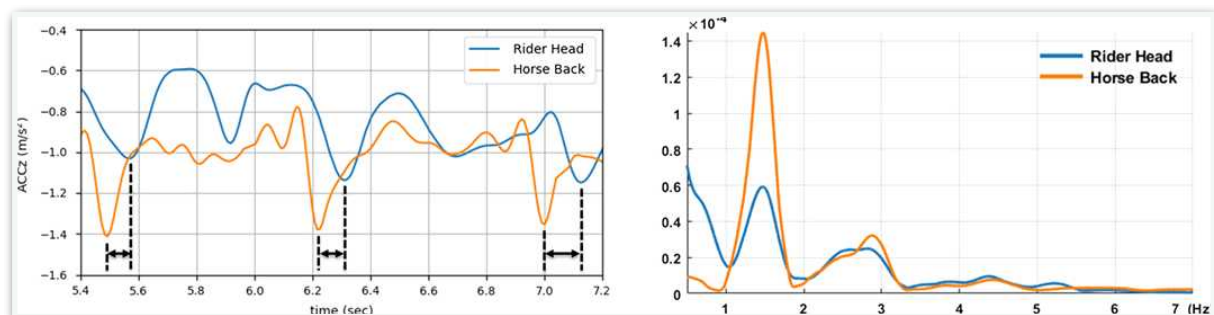 ACCz (m/s²)
−0.4
−0.6
−0.8
−1.0
−1.2
−1.4
−1.6
Rider Head
Horse Back
5.4 5.6 5.8 6.0 6.2 6.4 6.6 6.8 7.0 7.2
time (sec)
×10⁻⁴
1.4
1.2
1
0.8
0.6
0.4
0.2
0
Rider Head
Horse Back
1 2 3 4 5 6 7 (Hz